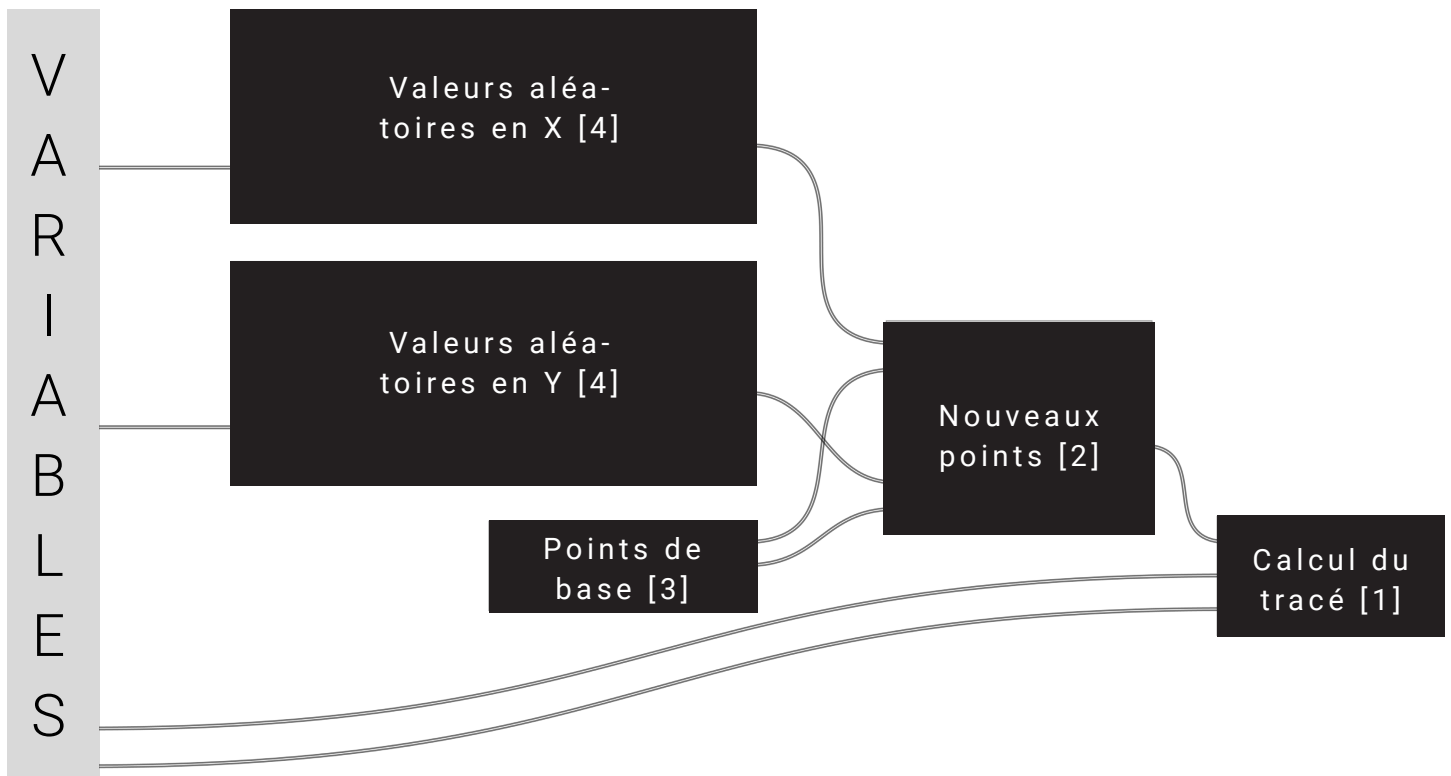 VARIABLES
Valeurs aléa-
toires en X [4]
Valeurs aléa-
toires en Y [4]
Points de
base [3]
Nouveaux
points [2]
Calcul du
tracé [1]